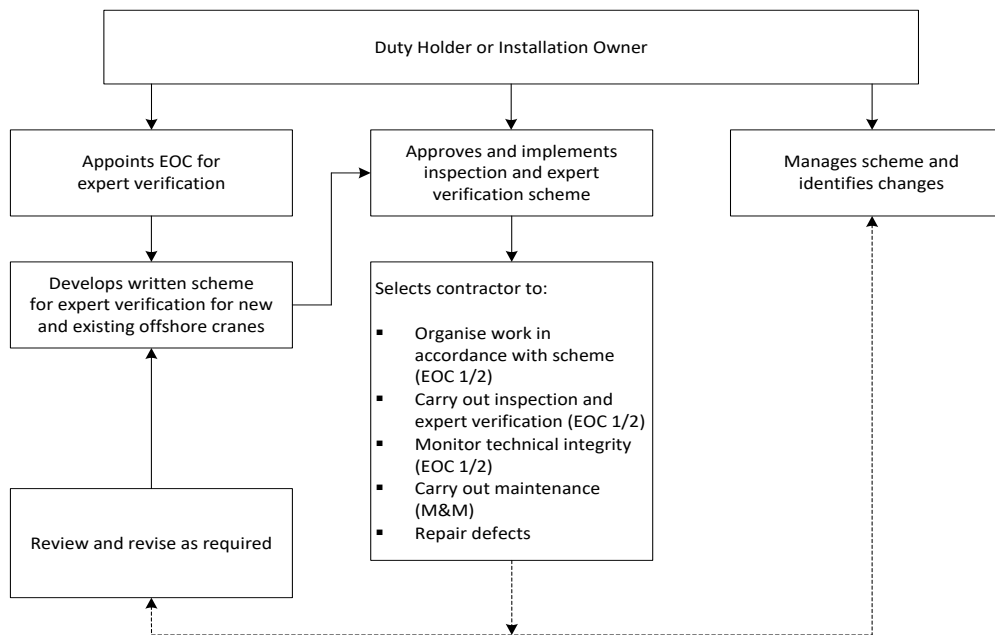 Duty Holder or Installation Owner
Appoints EOC for
expert verification
Approves and implements
inspection and expert
verification scheme
Manages scheme and
identifies changes
Develops written scheme
for expert verification for new
and existing offshore cranes
Selects contractor to:
▪ Organise work in
accordance with scheme
(EOC 1/2)
▪ Carry out inspection and
expert verification (EOC 1/2)
▪ Monitor technical integrity
(EOC 1/2)
▪ Carry out maintenance
(M&M)
▪ Repair defects
Review and revise as required